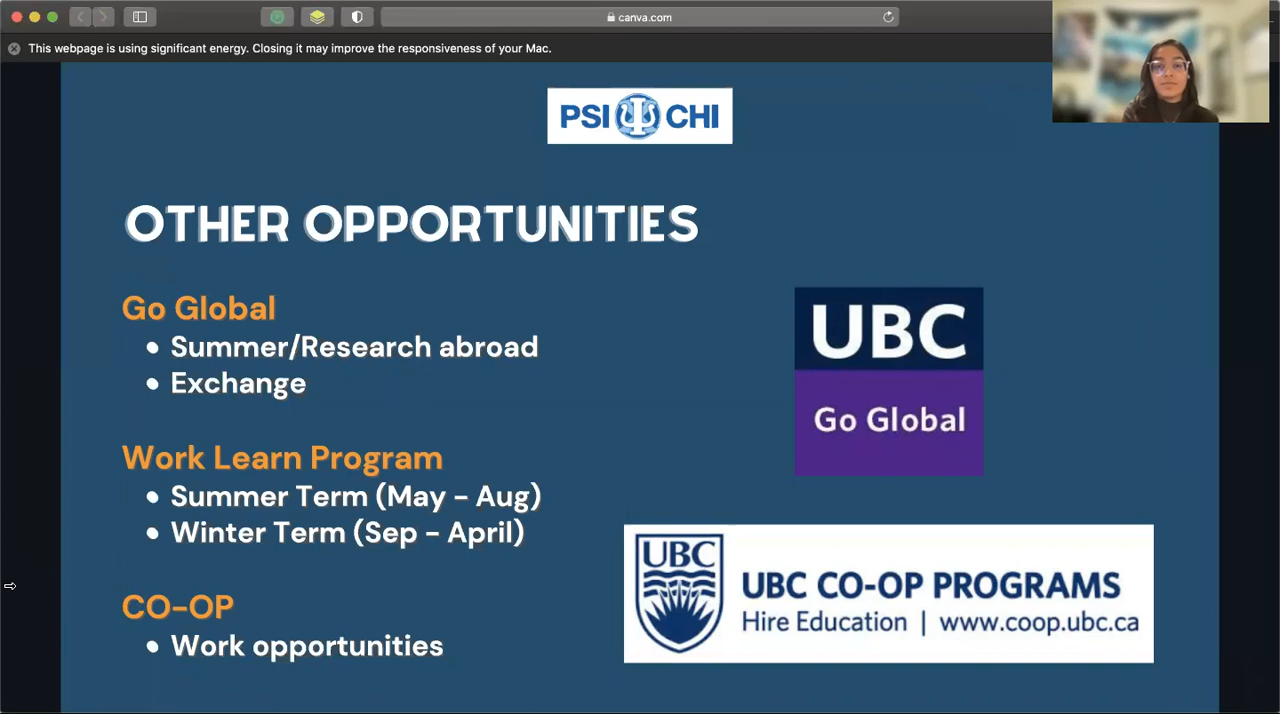 canva.com
This webpage is using significant energy. Closing it may improve the responsiveness of your Mac.
PSI Ψ CHI
OTHER OPPORTUNITIES
Go Global
• Summer/Research abroad
• Exchange
Work Learn Program
• Summer Term (May - Aug)
• Winter Term (Sep - April)
CO-OP
• Work opportunities
UBC
Go Global
UBC
UBC CO-OP PROGRAMS
Hire Education | www.coop.ubc.ca